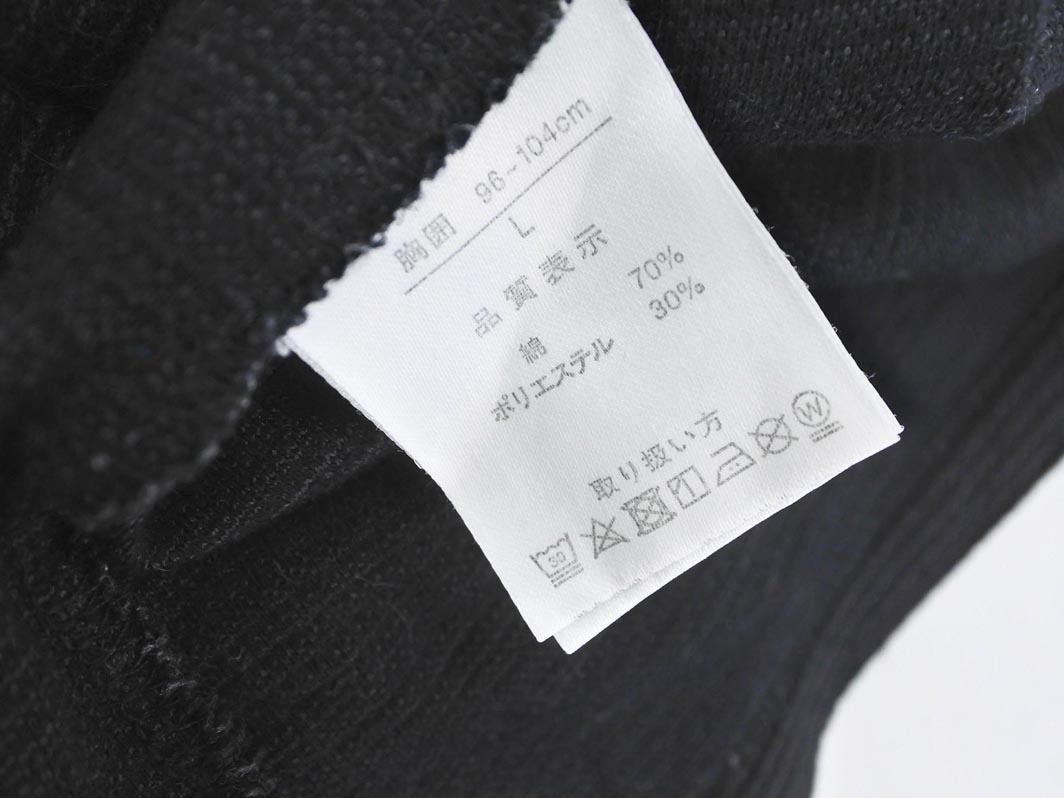 胸囲 96~104cm
L
品質表示
綿 70%
ポリエステル 30%
取り扱い方
30
W